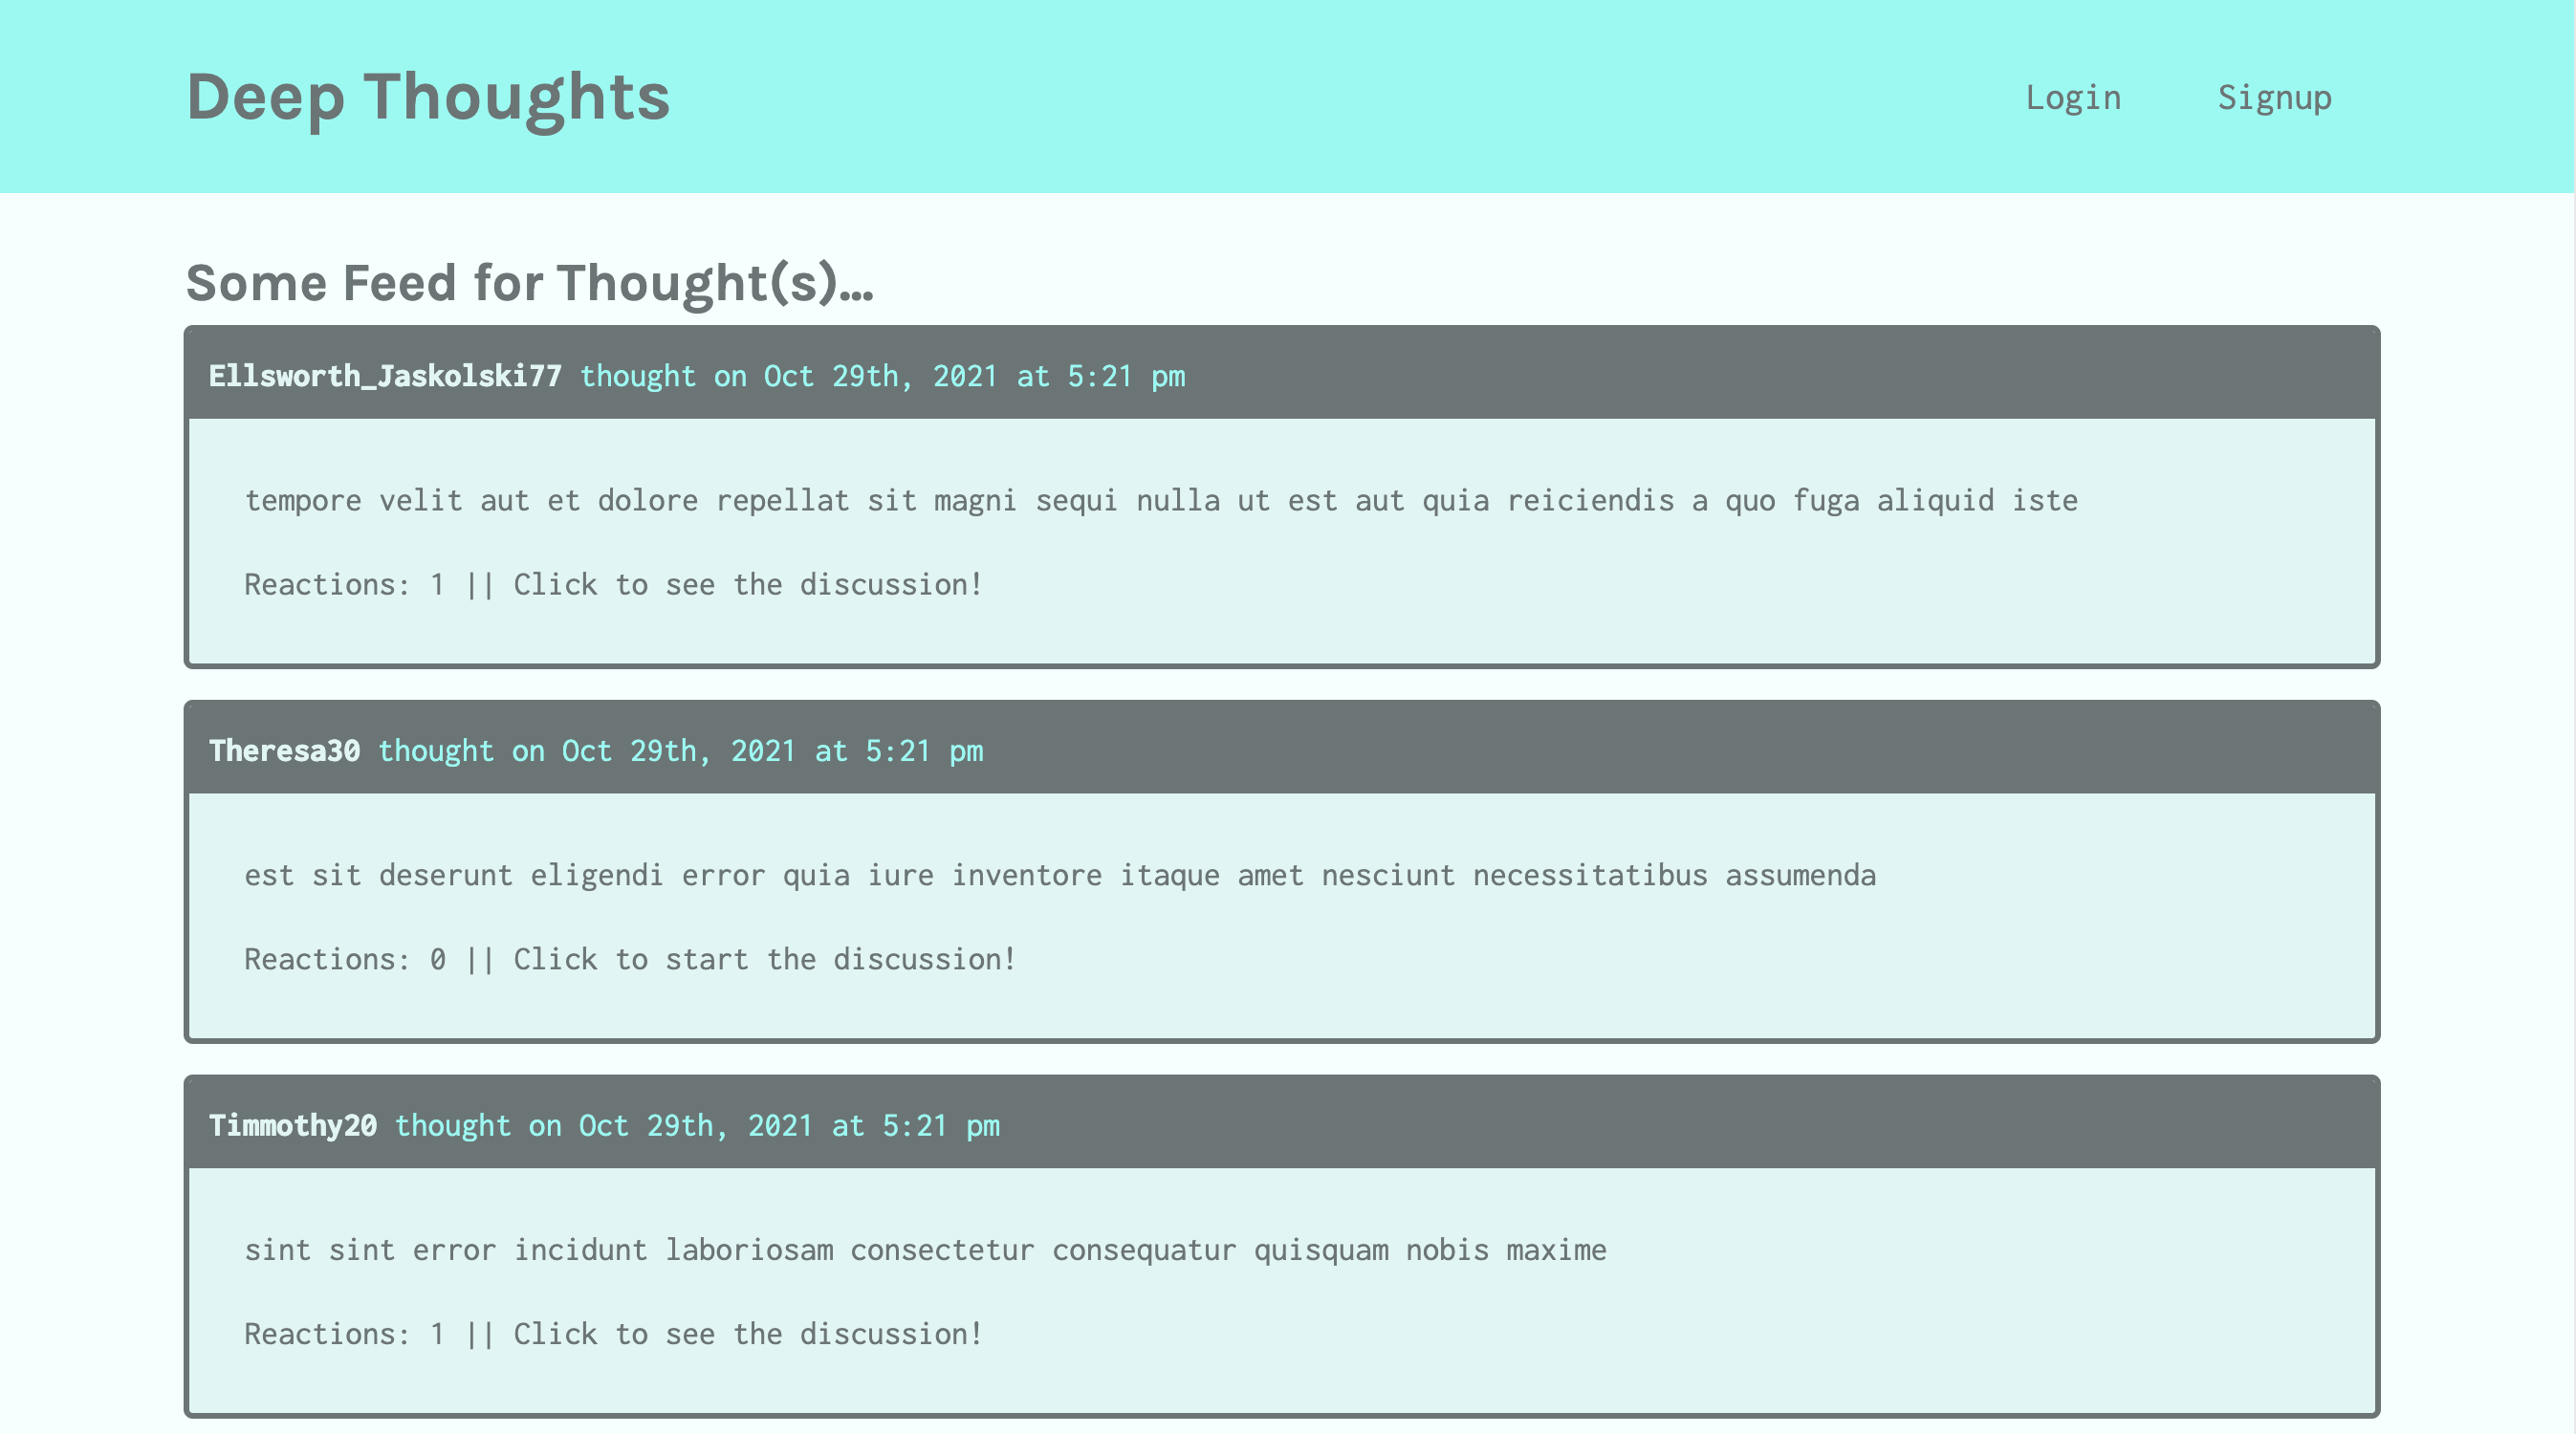 Deep Thoughts
Login Signup
Some Feed for Thought(s)...
Ellsworth_Jaskolski77 thought on Oct 29th, 2021 at 5:21 pm
tempore velit aut et dolore repellat sit magni sequi nulla ut est aut quia reiciendis a quo fuga aliquid iste
Reactions: 1 || Click to see the discussion!
Theresa30 thought on Oct 29th, 2021 at 5:21 pm
est sit deserunt eligendi error quia iure inventore itaque amet nesciunt necessitatibus assumenda
Reactions: 0 || Click to start the discussion!
Timmothy20 thought on Oct 29th, 2021 at 5:21 pm
sint sint error incidunt laboriosam consectetur consequatur quisquam nobis maxime
Reactions: 1 || Click to see the discussion!